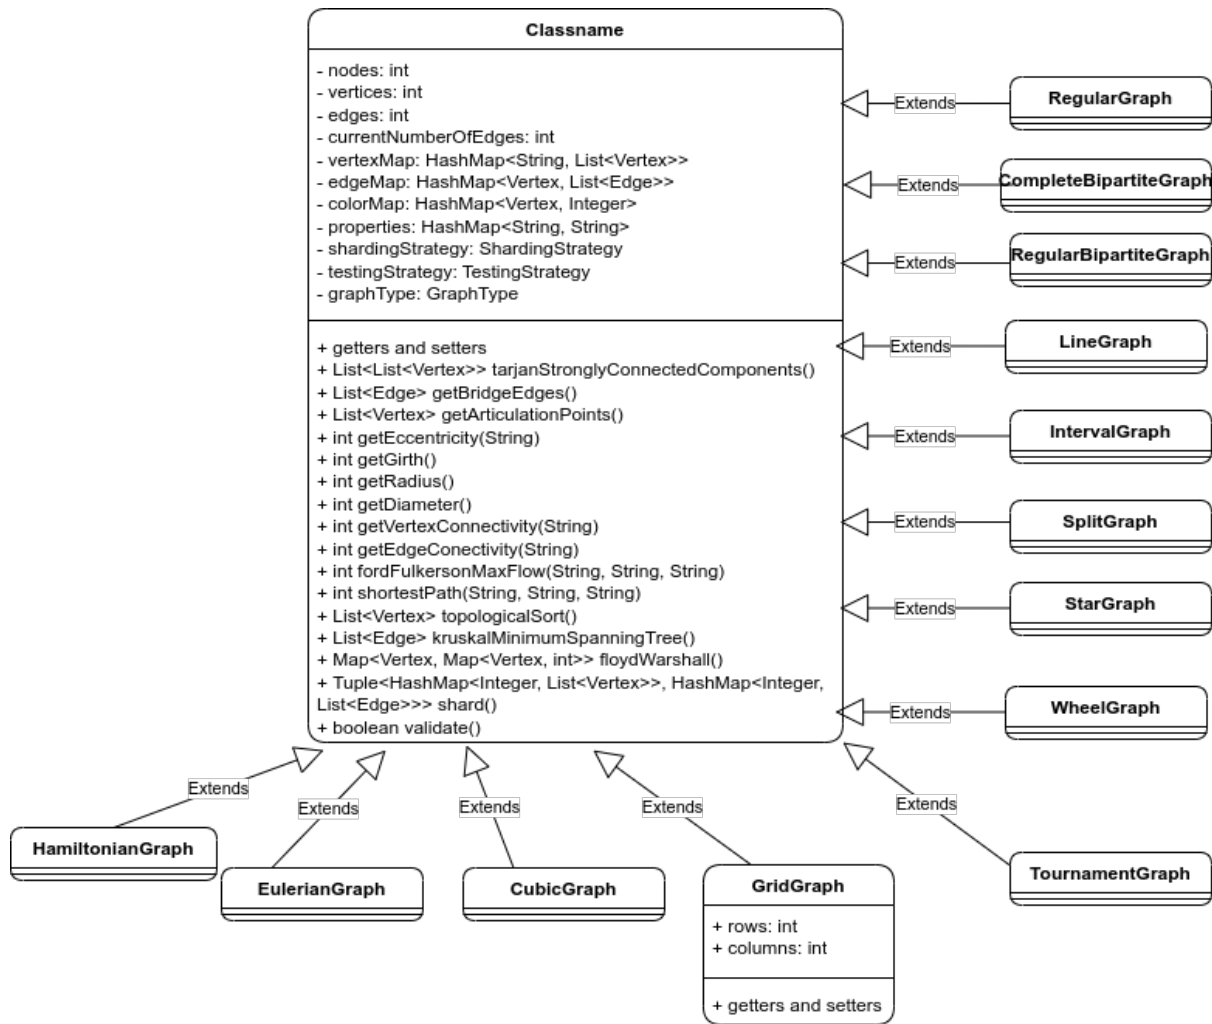 Classname
- nodes: int
- vertices: int
- edges: int
- currentNumberOfEdges: int
- vertexMap: HashMap<String, List<Vertex>>
- edgeMap: HashMap<Vertex, List<Edge>>
- colorMap: HashMap<Vertex, Integer>
- properties: HashMap<String, String>
- shardingStrategy: ShardingStrategy
- testingStrategy: TestingStrategy
- graphType: GraphType
+ getters and setters
+ List<List<Vertex>> tarjanStronglyConnectedComponents()
+ List<Edge> getBridgeEdges()
+ List<Vertex> getArticulationPoints()
+ int getEccentricity(String)
+ int getGirth()
+ int getRadius()
+ int getDiameter()
+ int getVertexConnectivity(String)
+ int getEdgeConectivity(String)
+ int fordFulkersonMaxFlow(String, String, String)
+ int shortestPath(String, String, String)
+ List<Vertex> topologicalSort()
+ List<Edge> kruskalMinimumSpanningTree()
+ Map<Vertex, Map<Vertex, int>> floydWarshall()
+ Tuple<HashMap<Integer, List<Vertex>>, HashMap<Integer,
List<Edge>>> shard()
+ boolean validate()
Extends
RegularGraph
Extends
CompleteBipartiteGraph
Extends
RegularBipartiteGraph
Extends
LineGraph
Extends
IntervalGraph
Extends
SplitGraph
Extends
StarGraph
Extends
WheelGraph
Extends
HamiltonianGraph
Extends
EulerianGraph
Extends
CubicGraph
Extends
GridGraph
+ rows: int
+ columns: int
+ getters and setters
Extends
TournamentGraph